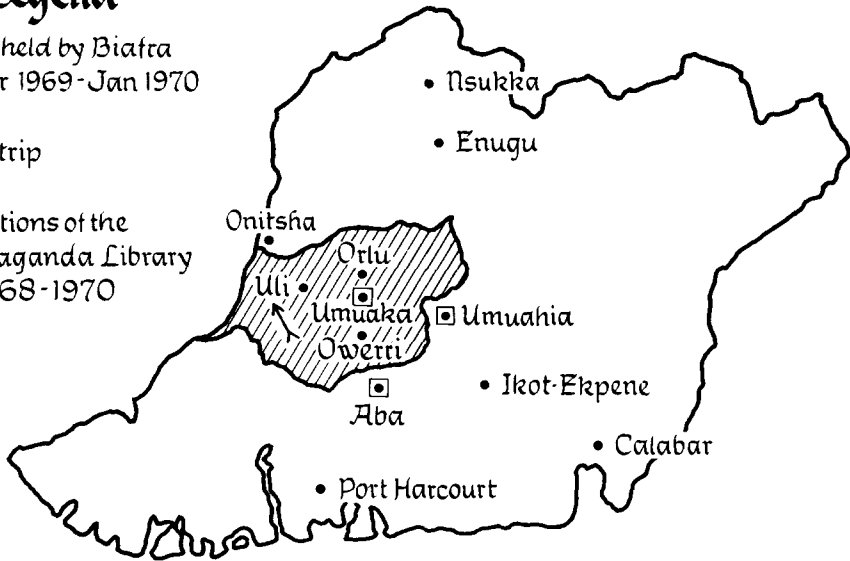 held by Biafra
1969-Jan 1970
trip
tions of the
aganda Library
68-1970
Nsukka
Enugu
Onitsha
Orlu
Uli
Umuaka
Umuahia
Owerri
Ikot-Ekpene
Aba
Calabar
Port Harcourt